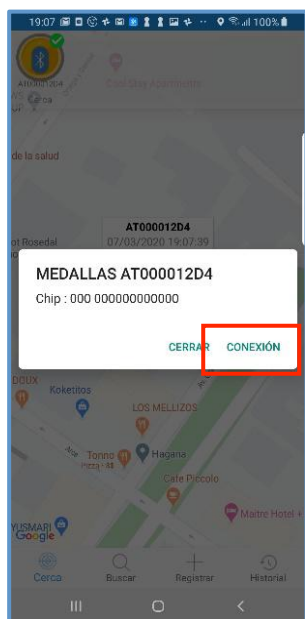 19:07 100%
AT000012D4
Cerca
de la salud
ot Rosedal
AT000012D4
07/03/2020 19:07:39
MEDALLAS AT000012D4
Chip : 000 000000000000
CERRAR CONEXIÓN
DOUX
Koketitos
LOS MELLIZOS
Tonno
Pizza
Hagana
Cafe Piccolo
YUSMARI
Maitre Hotel +
Google
Cerca Buscar Registrar Historial